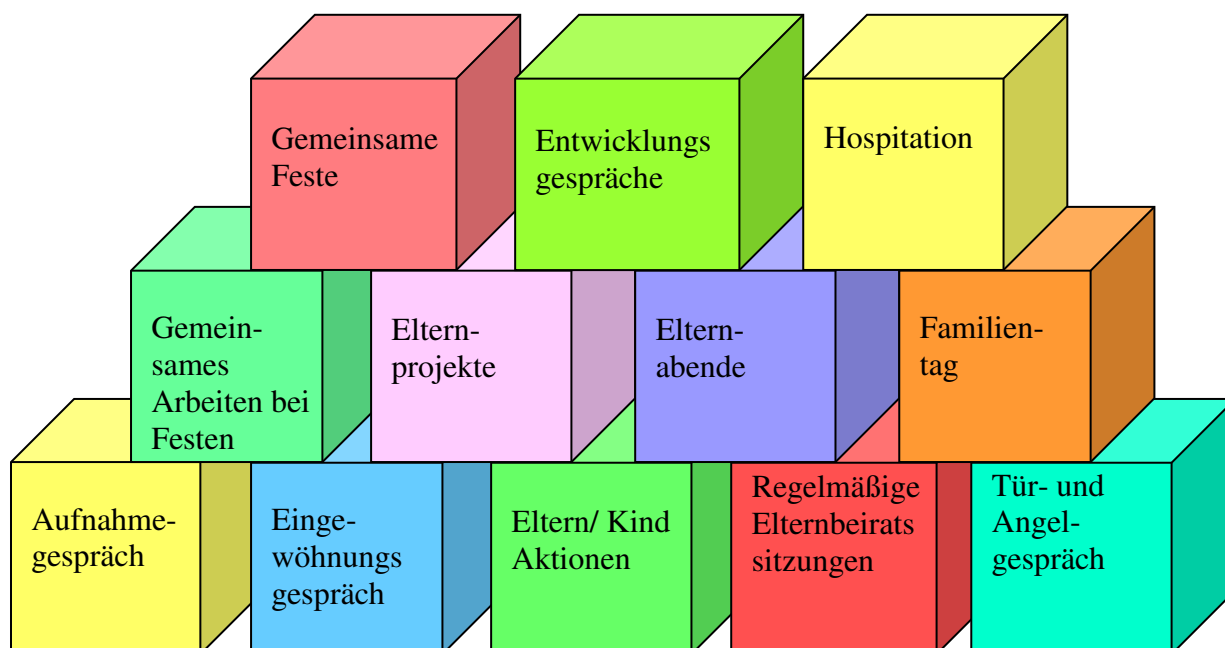 Gemeinsame
Feste
Entwicklungs
gespräche
Hospitation
Gemein-
sames
Arbeiten bei
Festen
Eltern-
projekte
Eltern-
abende
Familien-
tag
Aufnahme-
gespräch
Einge-
wöhnungs
gespräch
Eltern/ Kind
Aktionen
Regelmäßige
Elternbeirats
sitzungen
Tür- und
Angel-
gespräch